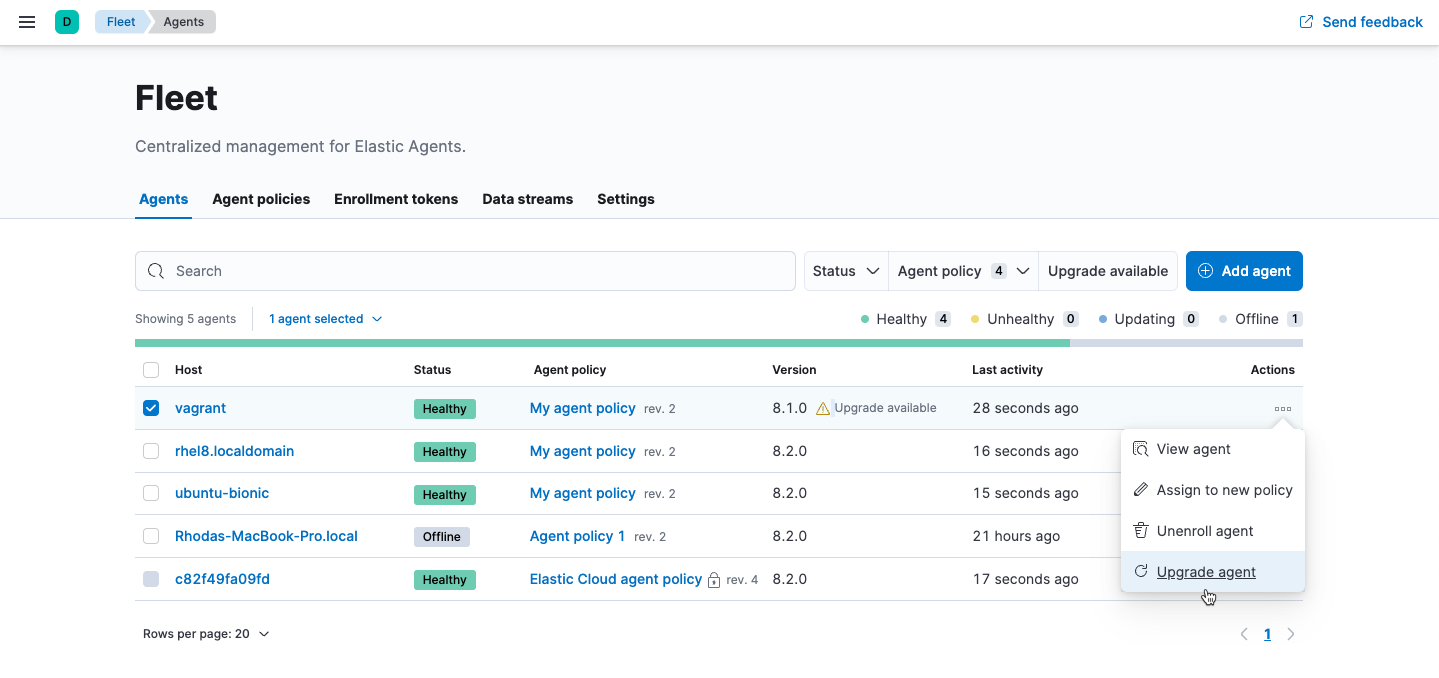 D Fleet Agents Send feedback
Fleet
Centralized management for Elastic Agents.
Agents Agent policies Enrollment tokens Data streams Settings
Search Status Agent policy 4 Upgrade available Add agent
Showing 5 agents 1 agent selected Healthy 4 Unhealthy 0 Updating 0 Offline 1
Host Status Agent policy Version Last activity Actions
vagrant Healthy My agent policy rev. 2 8.1.0 Upgrade available 28 seconds ago
rhel8.localdomain Healthy My agent policy rev. 2 8.2.0 16 seconds ago
ubuntu-bionic Healthy My agent policy rev. 2 8.2.0 15 seconds ago
Rhodas-MacBook-Pro.local Offline Agent policy 1 rev. 2 8.2.0 21 hours ago
c82f49fa09fd Healthy Elastic Cloud agent policy rev. 4 8.2.0 17 seconds ago
View agent
Assign to new policy
Unenroll agent
Upgrade agent
Rows per page: 20 1